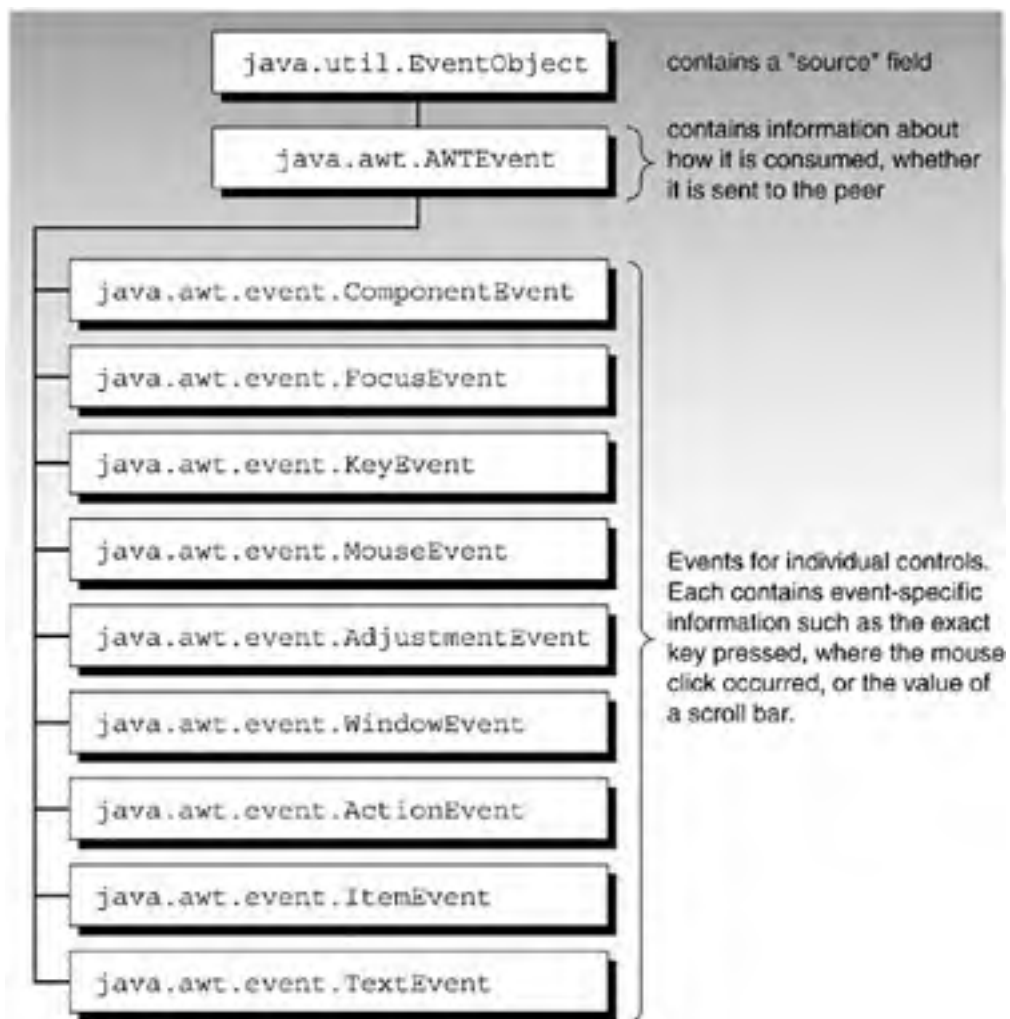 java.util.EventObject
contains a "source" field
java.awt.AWTEvent
contains information about
how it is consumed, whether
it is sent to the peer
java.awt.event.ComponentEvent
java.awt.event.FocusEvent
java.awt.event.KeyEvent
java.awt.event.MouseEvent
java.awt.event.AdjustmentEvent
java.awt.event.WindowEvent
java.awt.event.ActionEvent
java.awt.event.ItemEvent
java.awt.event.TextEvent
Events for individual controls.
Each contains event-specific
information such as the exact
key pressed, where the mouse
click occurred, or the value of
a scroll bar.